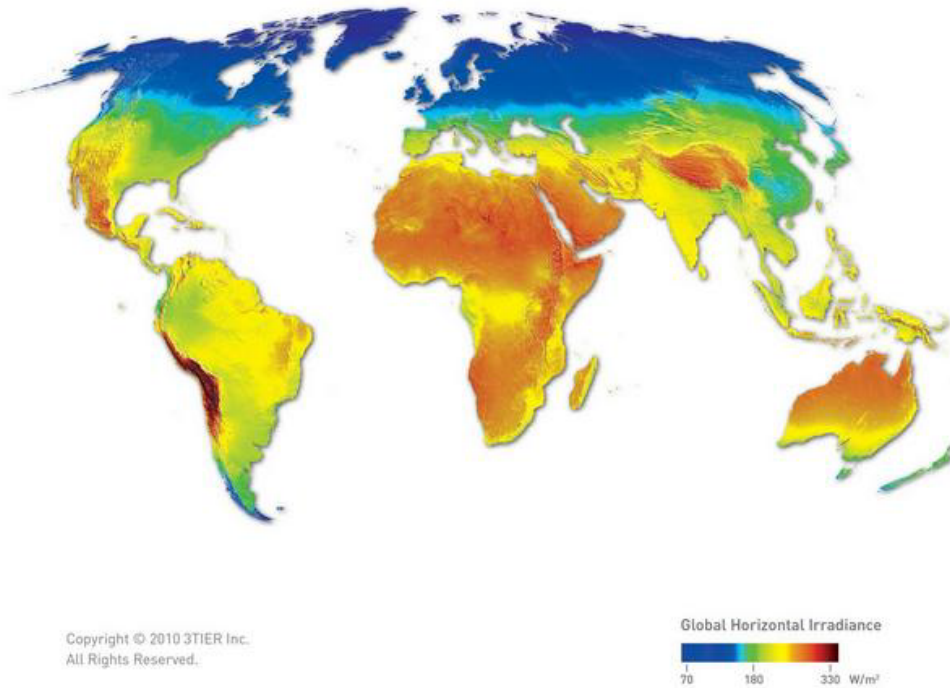 Copyright © 2010 3TIER Inc.
All Rights Reserved.
Global Horizontal Irradiance
70 180 330 W/m²